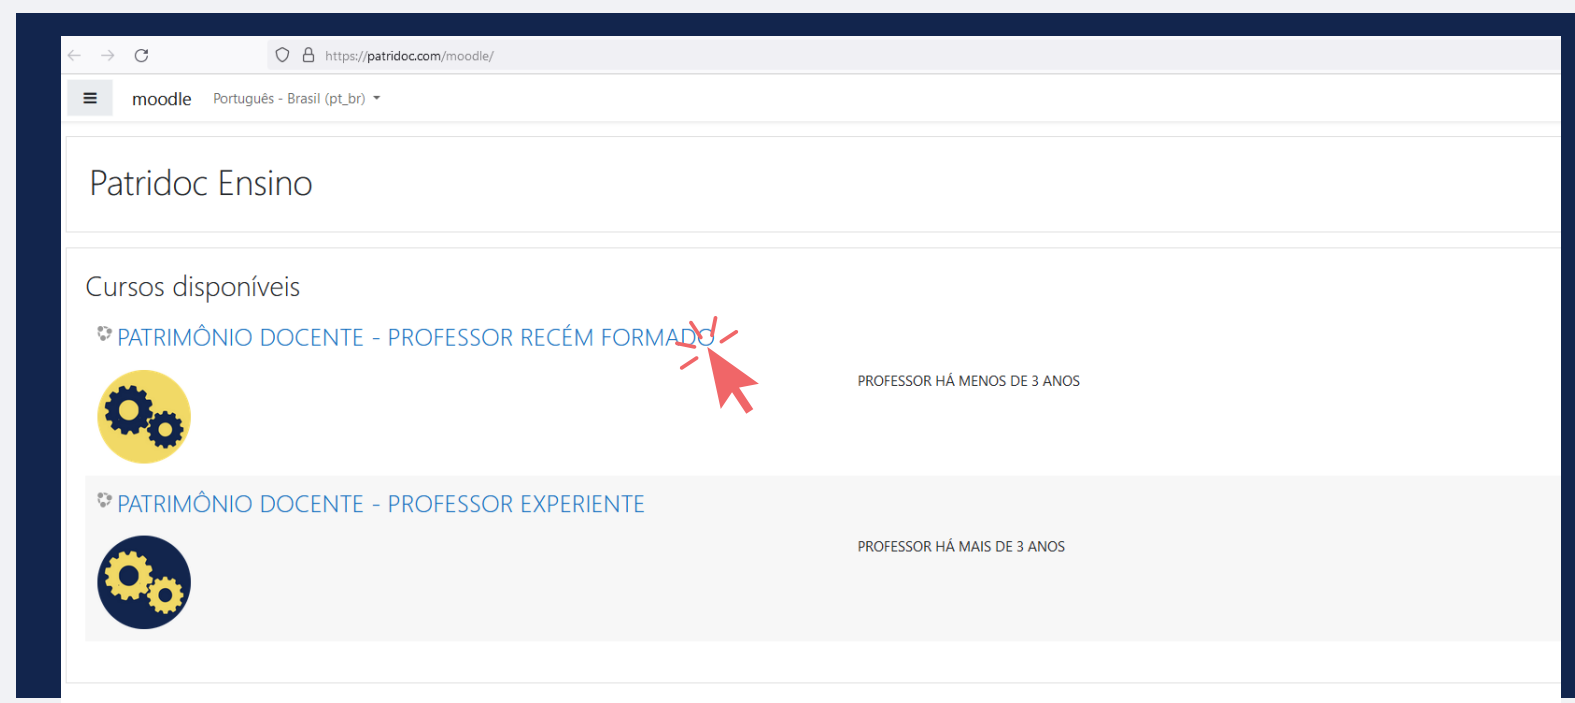 https://patridoc.com/moodle/
moodle Português - Brasil (pt_br)
Patridoc Ensino
Cursos disponíveis
PATRIMÔNIO DOCENTE - PROFESSOR RECÉM FORMADO
PROFESSOR HÁ MENOS DE 3 ANOS
PATRIMÔNIO DOCENTE - PROFESSOR EXPERIENTE
PROFESSOR HÁ MAIS DE 3 ANOS